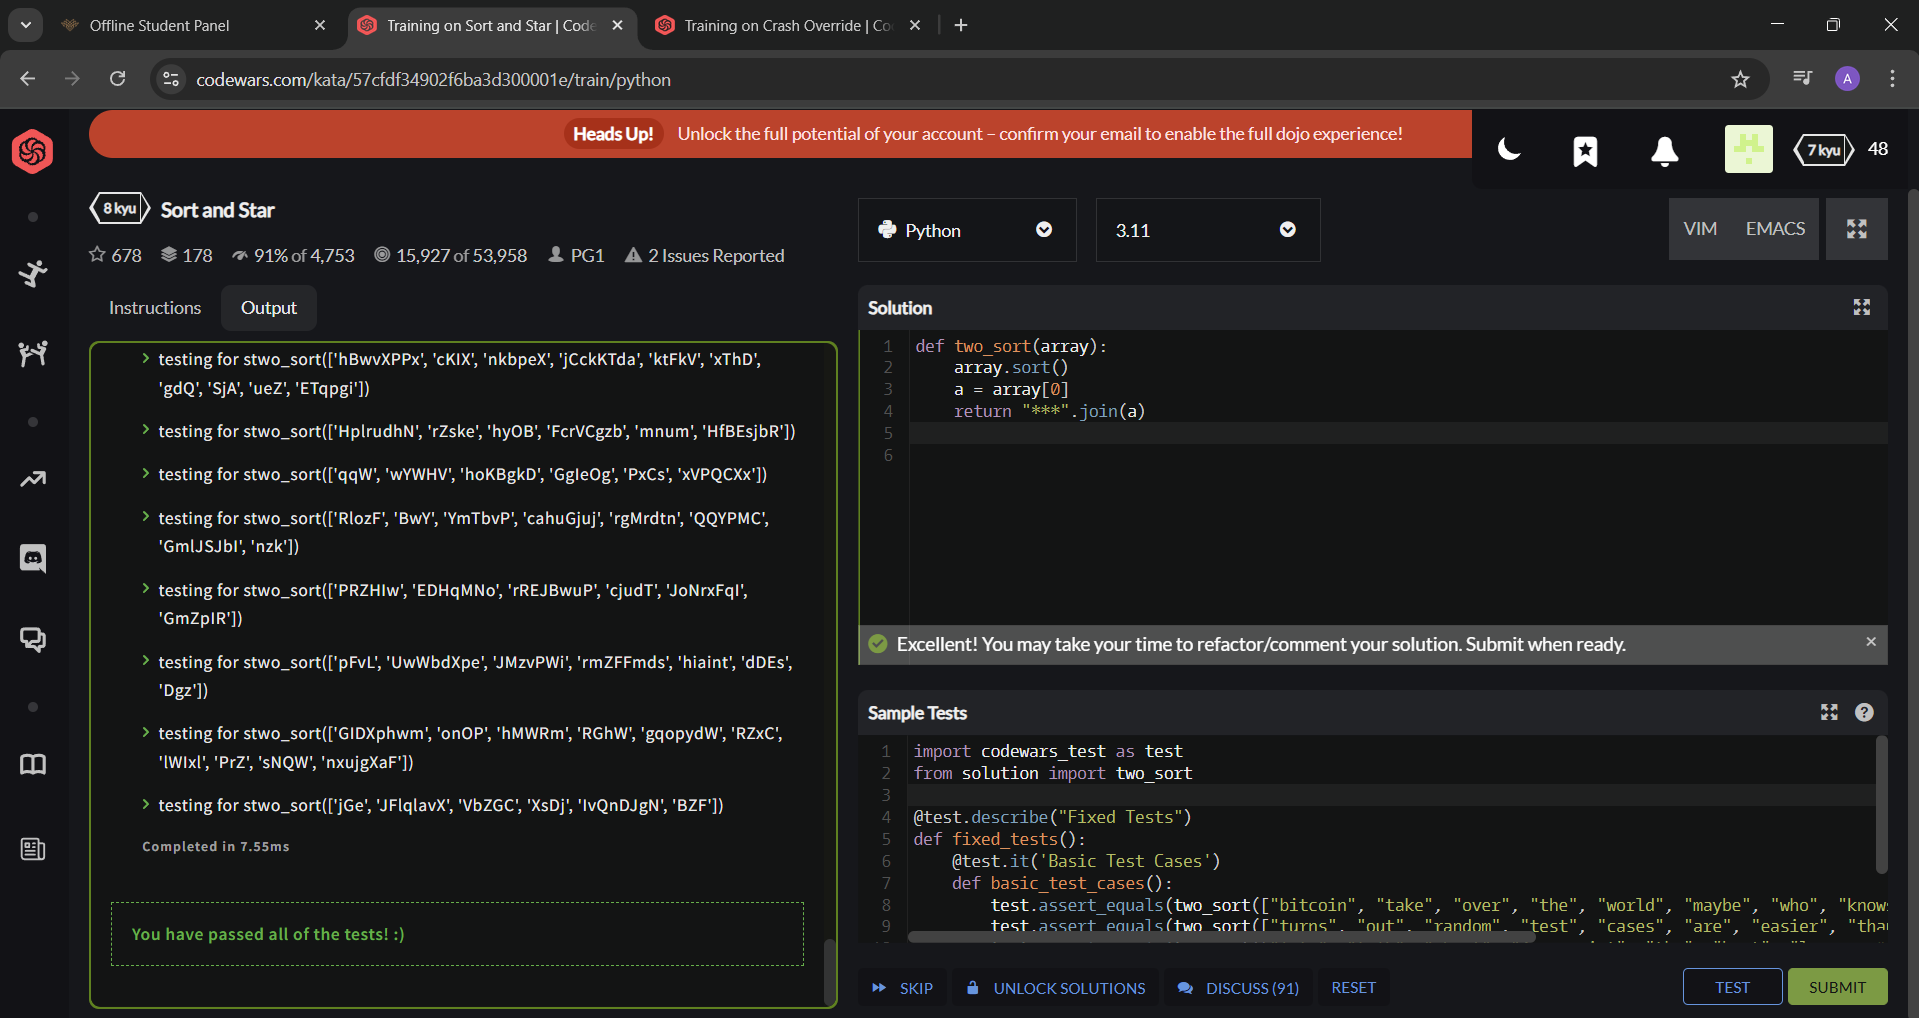 Offline Student Panel
Training on Sort and Star | Code
Training on Crash Override | Co
codewars.com/kata/57cfdf34902f6ba3d300001e/train/python
A
Heads Up! Unlock the full potential of your account – confirm your email to enable the full dojo experience!
7 kyu 48
8 kyu Sort and Star
678 178 91% of 4,753 15,927 of 53,958 PG1 2 Issues Reported
Python
3.11
VIM EMACS
Instructions Output
testing for stwo_sort(['hBwvXPPx', 'cKIX', 'nkbpeX', 'jCckKTda', 'ktFkV', 'xThD',
'gdQ', 'SjA', 'ueZ', 'ETqpgi'])
testing for stwo_sort(['HplrudhN', 'rZske', 'hyOB', 'FcrVCgzb', 'mnum', 'HfBEsjbR'])
testing for stwo_sort(['qqW', 'wYWHV', 'hoKBgkD', 'GgIeOg', 'PxCs', 'xVPQCXx'])
testing for stwo_sort(['RlozF', 'BwY', 'YmTbvP', 'cahuGjuj', 'rgMrdtn', 'QQYPMC',
'GmlJSJbI', 'nzk'])
testing for stwo_sort(['PRZHIw', 'EDHqMNo', 'rREJBwuP', 'cjudT', 'JoNrxFqI',
'GmZpIR'])
testing for stwo_sort(['pFvL', 'UwWbdXpe', 'JMzvPWi', 'rmZFFmds', 'hiaint', 'dDEs',
'Dgz'])
testing for stwo_sort(['GIDXphwm', 'onOP', 'hMWRm', 'RGhW', 'gqopydW', 'RZxC',
'lWIxl', 'PrZ', 'sNQW', 'nxujgXaF'])
testing for stwo_sort(['jGe', 'JFlqlavX', 'VbZGC', 'XsDj', 'IvQnDJgN', 'BZF'])
Completed in 7.55ms
You have passed all of the tests! :)
Solution
1 def two_sort(array):
2 array.sort()
3 a = array[0]
4 return "***".join(a)
5
6
Excellent! You may take your time to refactor/comment your solution. Submit when ready.
Sample Tests
1 import codewars_test as test
2 from solution import two_sort
3
4 @test.describe("Fixed Tests")
5 def fixed_tests():
6 @test.it('Basic Test Cases')
7 def basic_test_cases():
8 test.assert_equals(two_sort(["bitcoin", "take", "over", "the", "world", "maybe", "who", "know
9 test.assert_equals(two_sort(["turns", "out", "random", "test", "cases", "are", "easier", "tha
SKIP UNLOCK SOLUTIONS DISCUSS (91) RESET
TEST SUBMIT